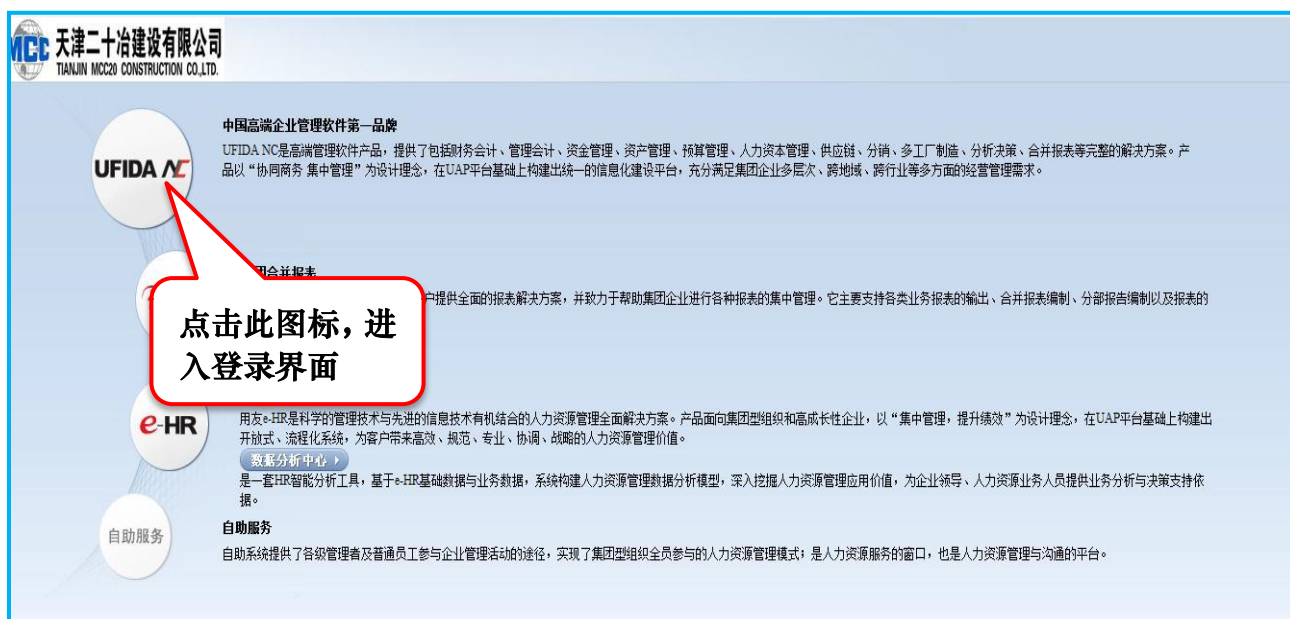 MCC 天津二十冶建设有限公司
TIANJIN MCC20 CONSTRUCTION CO.,LTD.
中国高端企业管理软件第一品牌
UFIDA NC
UFIDA NC是高端管理软件产品，提供了包括财务会计、管理会计、资金管理、资产管理、预算管理、人力资本管理、供应链、分销、多工厂制造、分析决策、合并报表等完整的解决方案。产
品以“协同商务 集中管理”为设计理念，在UAP平台基础上构建出统一的信息化建设平台，充分满足集团企业多层次、跨地域、跨行业等多方面的经营管理需求。
团合并报表
户提供全面的报表解决方案，并致力于帮助集团企业进行各种报表的集中管理。它主要支持各类业务报表的输出、合并报表编制、分部报告编制以及报表的
点击此图标，进
入登录界面
e-HR
用友e-HR是科学的管理技术与先进的信息技术有机结合的人力资源管理全面解决方案。产品面向集团型组织和高成长性企业，以“集中管理，提升绩效”为设计理念，在UAP平台基础上构建出
开放式、流程化系统，为客户带来高效、规范、专业、协调、战略的人力资源管理价值。
数据分析中心
是一套HR智能分析工具，基于e-HR基础数据与业务数据，系统构建人力资源管理数据分析模型，深入挖掘人力资源管理应用价值，为企业领导、人力资源业务人员提供业务分析与决策支持依
据。
自助服务
自助服务
自助系统提供了各级管理者及普通员工参与企业管理活动的途径，实现了集团型组织全员参与的人力资源管理模式；是人力资源服务的窗口，也是人力资源管理与沟通的平台。